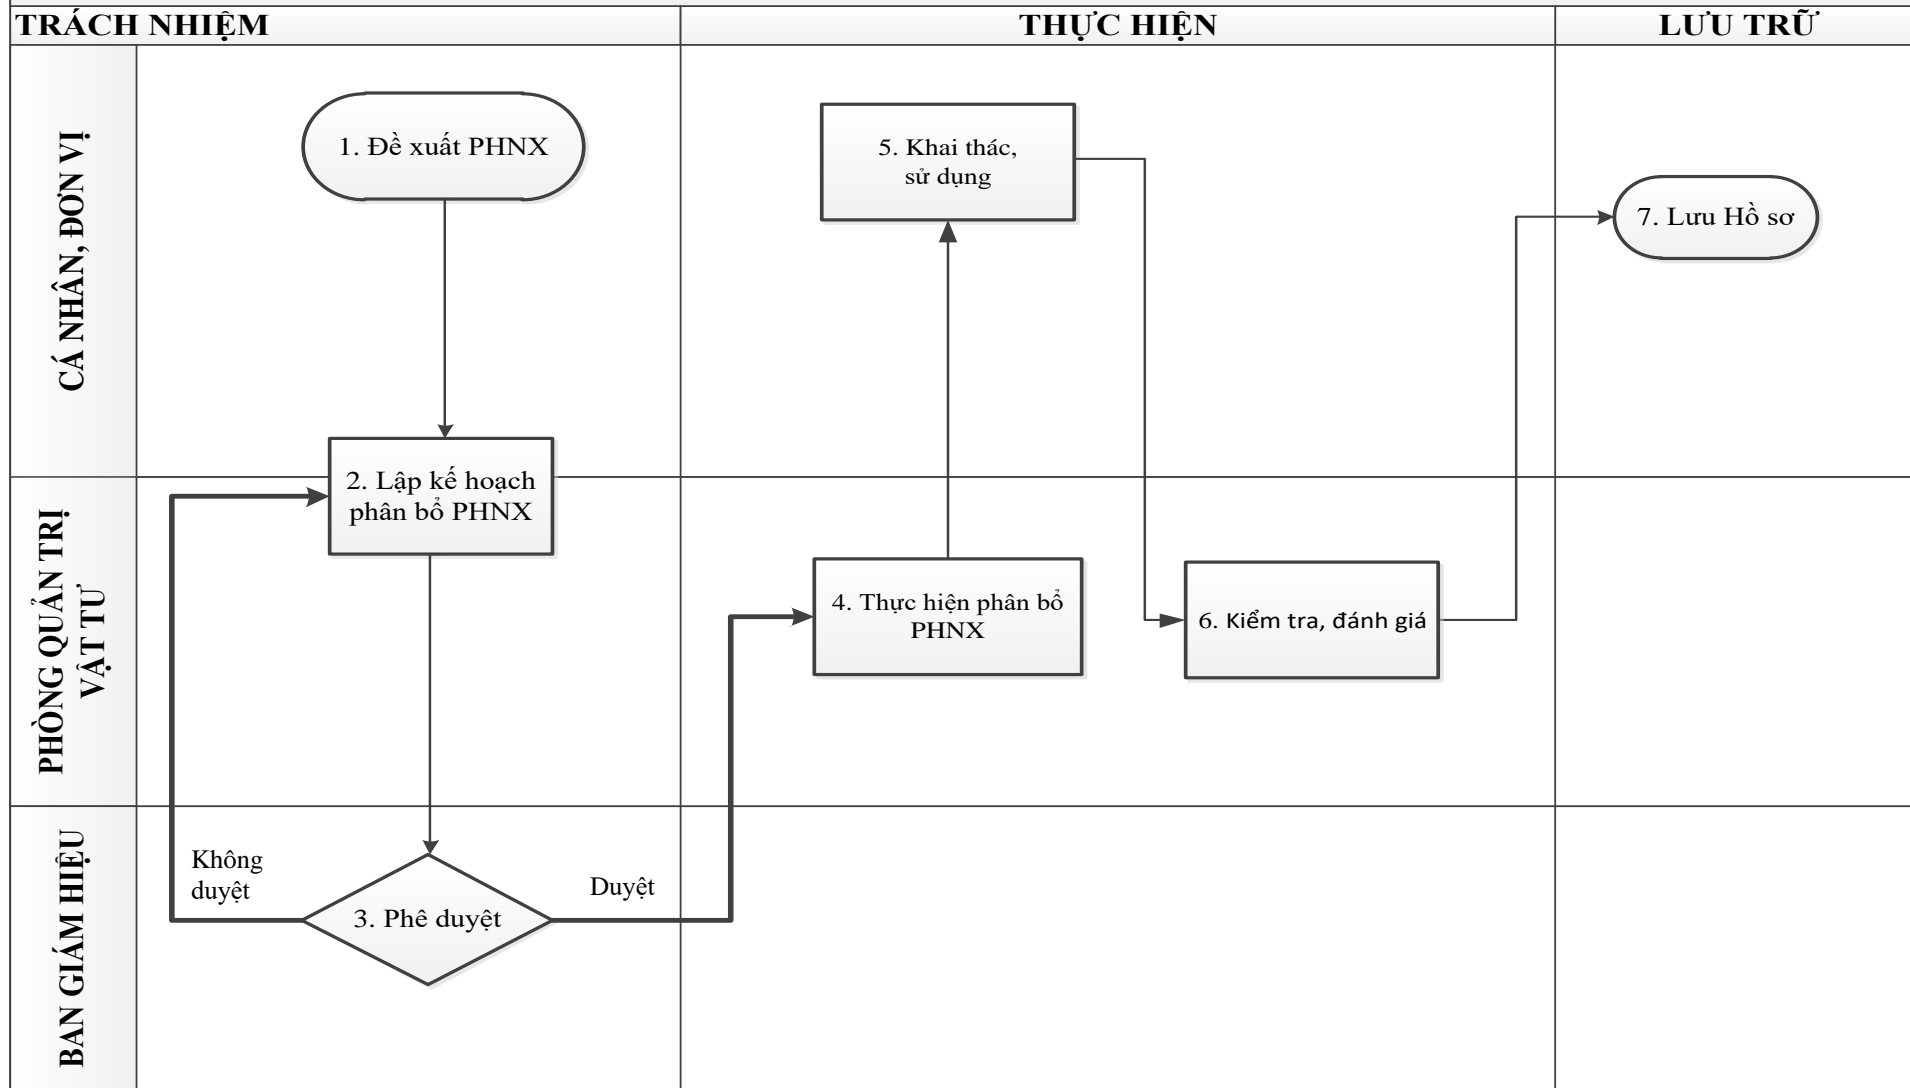 TRÁCH NHIỆM
THỰC HIỆN
LƯU TRỮ
CÁ NHÂN, ĐƠN VỊ
1. Đề xuất PHNX
5. Khai thác,
sử dụng
7. Lưu Hồ sơ
PHÒNG QUẢN TRỊ
VẬT TƯ
2. Lập kế hoạch
phân bổ PHNX
4. Thực hiện phân bổ
PHNX
6. Kiểm tra, đánh giá
BAN GIÁM HIỆU
Không
duyệt
3. Phê duyệt
Duyệt